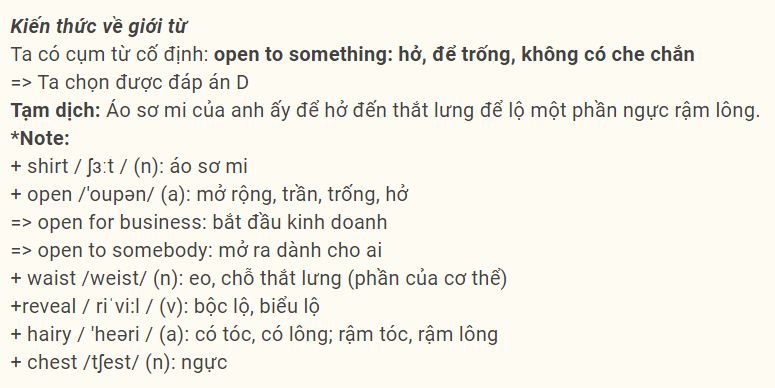 Kiến thức về giới từ
Ta có cụm từ cố định: open to something: hở, để trống, không có che chắn
=> Ta chọn được đáp án D
Tạm dịch: Áo sơ mi của anh ấy để hở đến thắt lưng để lộ một phần ngực rậm lông.
*Note:
+ shirt / ʃɜːt / (n): áo sơ mi
+ open /'oupən/ (a): mở rộng, trần, trống, hở
=> open for business: bắt đầu kinh doanh
=> open to somebody: mở ra dành cho ai
+ waist /weist/ (n): eo, chỗ thắt lưng (phần của cơ thể)
+reveal / riˈviːl / (v): bộc lộ, biểu lộ
+ hairy / 'heəri / (a): có tóc, có lông; rậm tóc, rậm lông
+ chest /tʃest/ (n): ngực